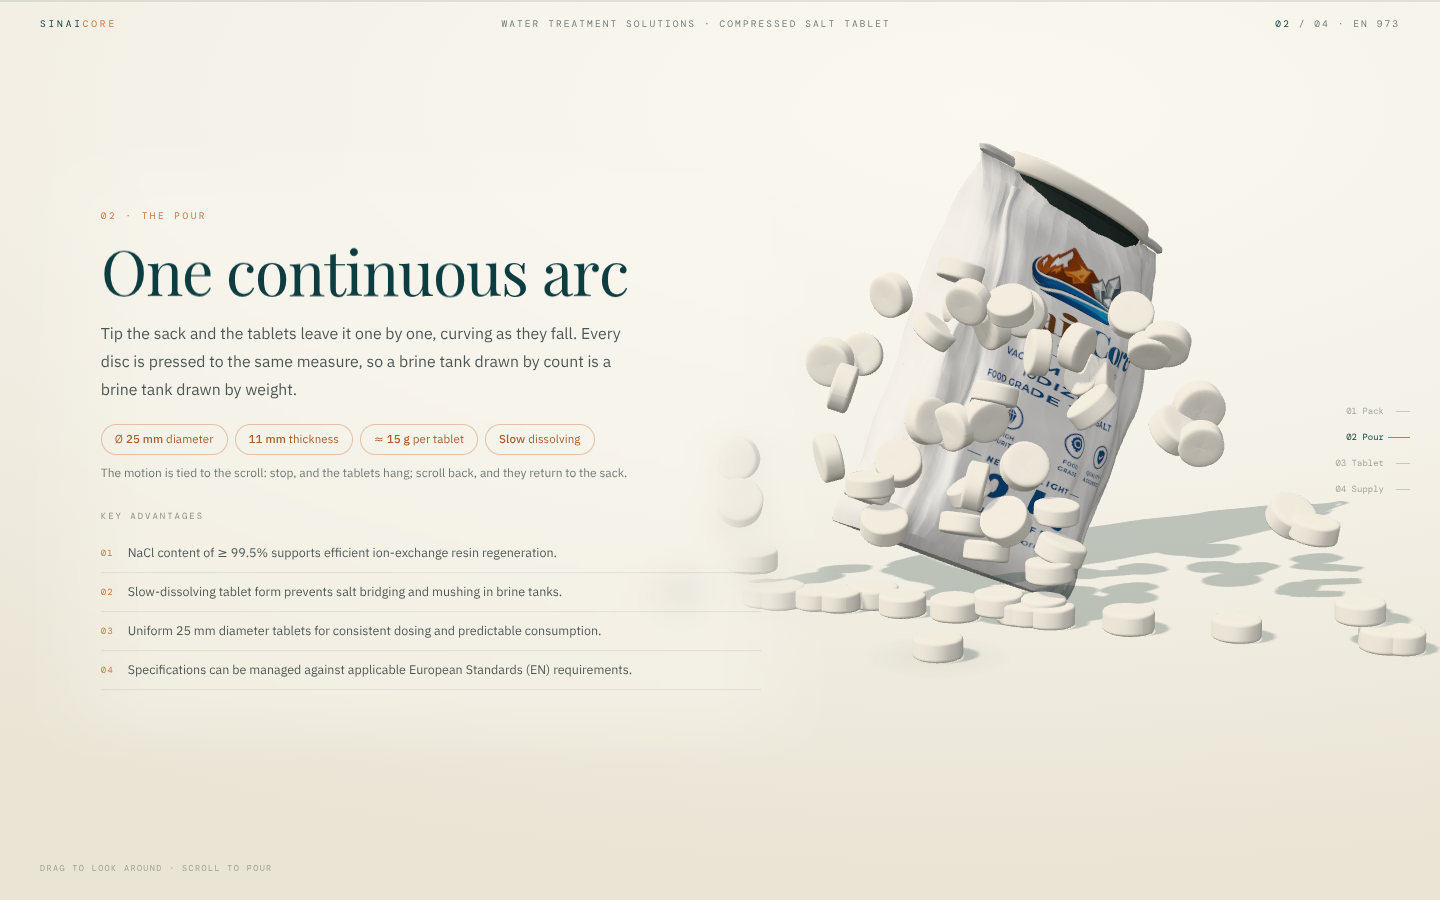 SINAICORE
WATER TREATMENT SOLUTIONS · COMPRESSED SALT TABLET
02 / 04 · EN 973
02 · THE POUR
One continuous arc
Tip the sack and the tablets leave it one by one, curving as they fall. Every
disc is pressed to the same measure, so a brine tank drawn by count is a
brine tank drawn by weight.
Ø 25 mm diameter
11 mm thickness
≈ 15 g per tablet
Slow dissolving
The motion is tied to the scroll: stop, and the tablets hang; scroll back, and they return to the sack.
KEY ADVANTAGES
01 NaCl content of ≥ 99.5% supports efficient ion-exchange resin regeneration.
02 Slow-dissolving tablet form prevents salt bridging and mushing in brine tanks.
03 Uniform 25 mm diameter tablets for consistent dosing and predictable consumption.
04 Specifications can be managed against applicable European Standards (EN) requirements.
FOOD GRADE
FOOD
GRADE
01 Pack
02 Pour
03 Tablet
04 Supply
DRAG TO LOOK AROUND · SCROLL TO POUR